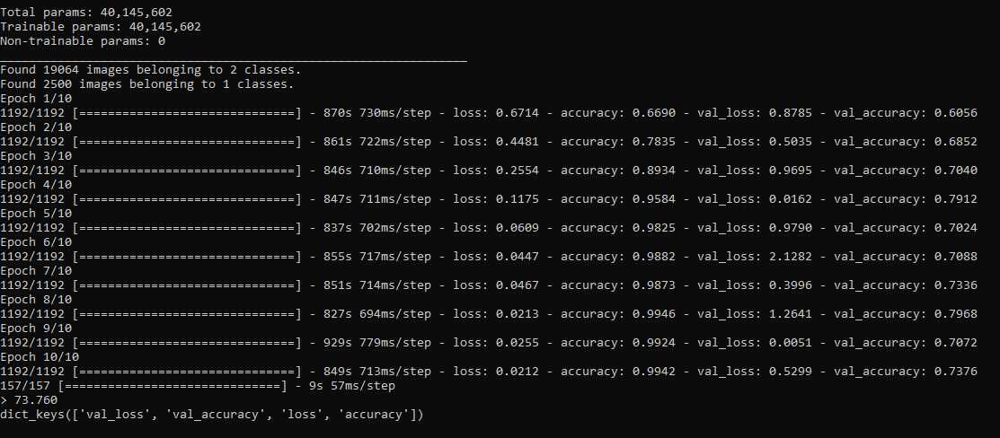 Total params: 40,145,602
Trainable params: 40,145,602
Non-trainable params: 0
_________________________________________________________________
Found 19064 images belonging to 2 classes.
Found 2500 images belonging to 1 classes.
Epoch 1/10
1192/1192 [==============================] - 870s 730ms/step - loss: 0.6714 - accuracy: 0.6690 - val_loss: 0.8785 - val_accuracy: 0.6056
Epoch 2/10
1192/1192 [==============================] - 861s 722ms/step - loss: 0.4481 - accuracy: 0.7835 - val_loss: 0.5035 - val_accuracy: 0.6852
Epoch 3/10
1192/1192 [==============================] - 846s 710ms/step - loss: 0.2554 - accuracy: 0.8934 - val_loss: 0.9695 - val_accuracy: 0.7040
Epoch 4/10
1192/1192 [==============================] - 847s 711ms/step - loss: 0.1175 - accuracy: 0.9584 - val_loss: 0.0162 - val_accuracy: 0.7912
Epoch 5/10
1192/1192 [==============================] - 837s 702ms/step - loss: 0.0609 - accuracy: 0.9825 - val_loss: 0.9790 - val_accuracy: 0.7024
Epoch 6/10
1192/1192 [==============================] - 855s 717ms/step - loss: 0.0447 - accuracy: 0.9882 - val_loss: 2.1282 - val_accuracy: 0.7088
Epoch 7/10
1192/1192 [==============================] - 851s 714ms/step - loss: 0.0467 - accuracy: 0.9873 - val_loss: 0.3996 - val_accuracy: 0.7336
Epoch 8/10
1192/1192 [==============================] - 827s 694ms/step - loss: 0.0213 - accuracy: 0.9946 - val_loss: 1.2641 - val_accuracy: 0.7968
Epoch 9/10
1192/1192 [==============================] - 929s 779ms/step - loss: 0.0255 - accuracy: 0.9924 - val_loss: 0.0051 - val_accuracy: 0.7072
Epoch 10/10
1192/1192 [==============================] - 849s 713ms/step - loss: 0.0212 - accuracy: 0.9942 - val_loss: 0.5299 - val_accuracy: 0.7376
157/157 [==============================] - 9s 57ms/step
> 73.760
dict_keys(['val_loss', 'val_accuracy', 'loss', 'accuracy'])